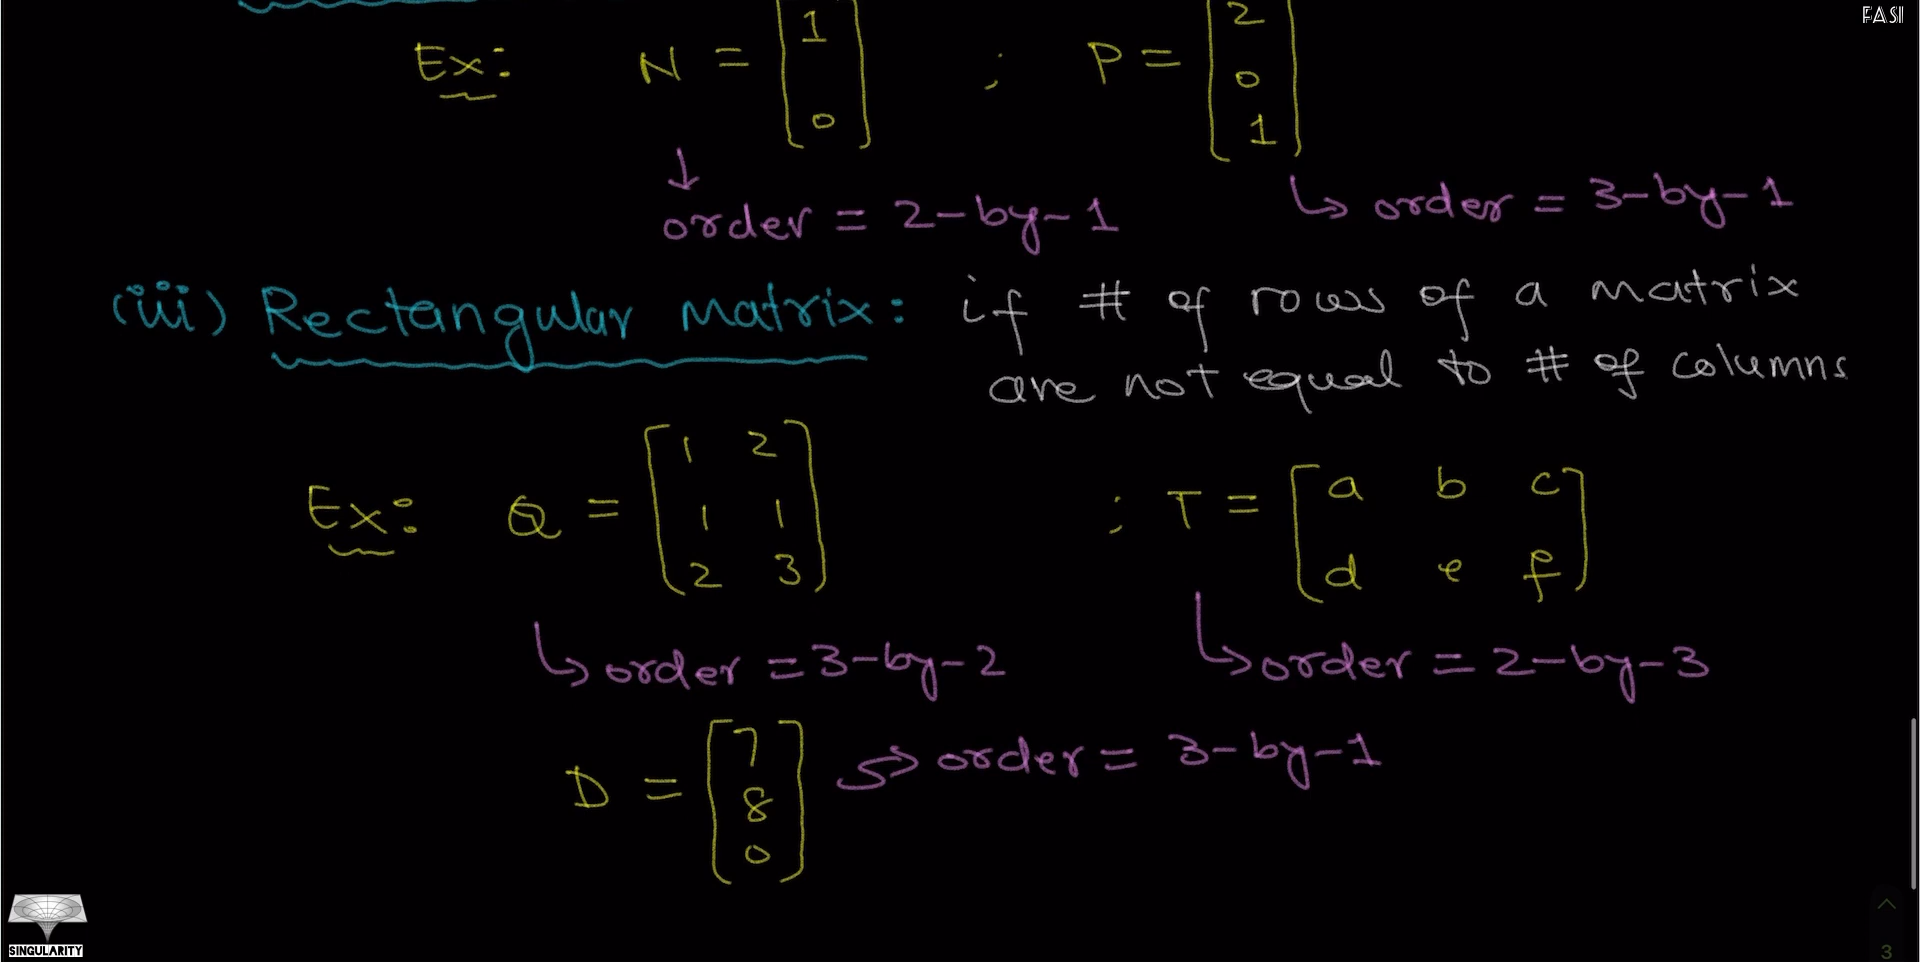 FASI
Ex: N = [1 0] ; P = [2 0 1]
↓
order = 2-by-1 ↳ order = 3-by-1
(iii) Rectangular Matrix: if # of rows of a matrix
are not equal to # of columns
Ex: Q = [1 2
1 1
2 3] ; T = [a b c
d e f]
↳ order = 3-by-2 ↳ order = 2-by-3
D = [7
8
0] → order = 3-by-1
SINGULARITY
3